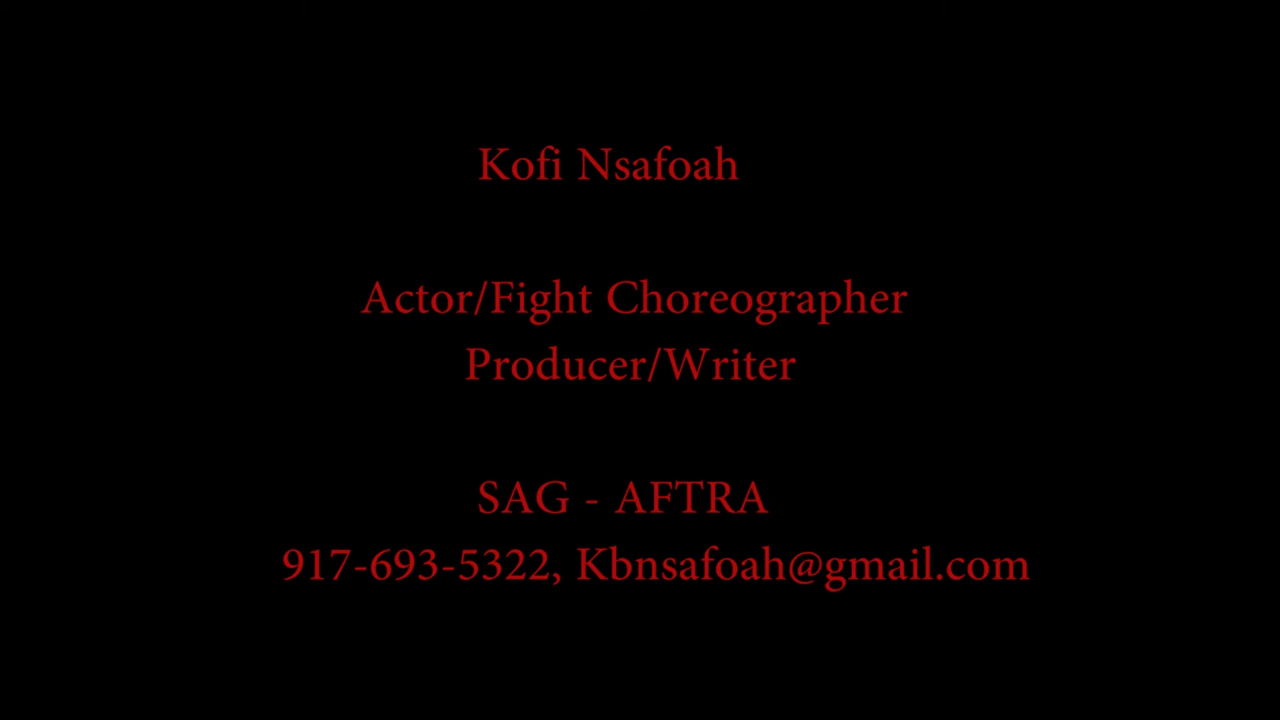 Kofi Nsafoah
Actor/Fight Choreographer
Producer/Writer
SAG - AFTRA
917-693-5322, Kbnsafoah@gmail.com